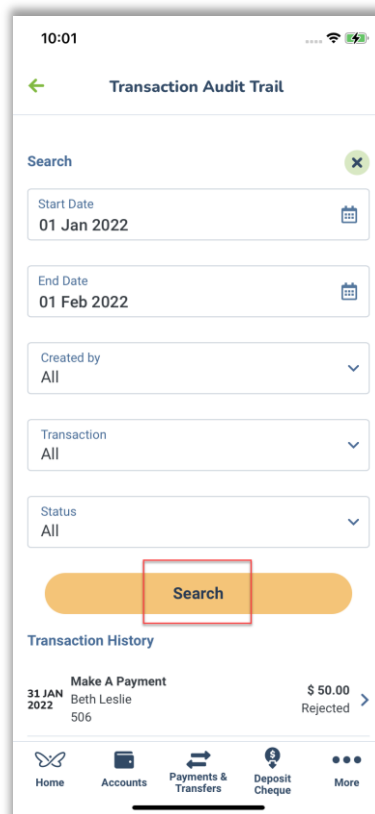 10:01
Transaction Audit Trail
Search
Start Date
01 Jan 2022
End Date
01 Feb 2022
Created by
All
Transaction
All
Status
All
Search
Transaction History
31 JAN
2022
Make A Payment
Beth Leslie
506
$ 50.00
Rejected
Home
Accounts
Payments &
Transfers
Deposit
Cheque
More